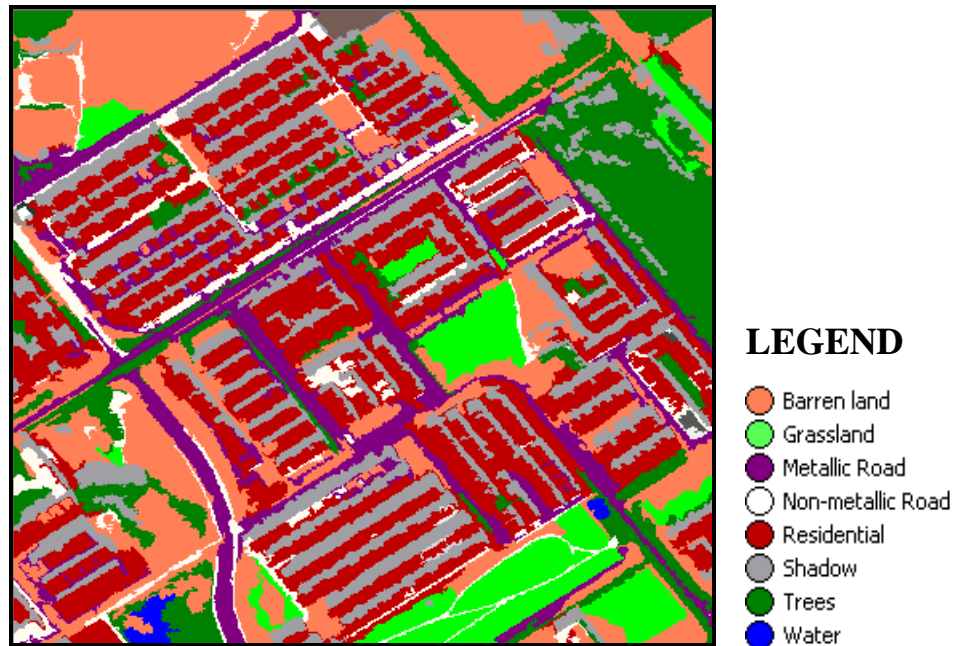 LEGEND
Barren land
Grassland
Metallic Road
Non-metallic Road
Residential
Shadow
Trees
Water